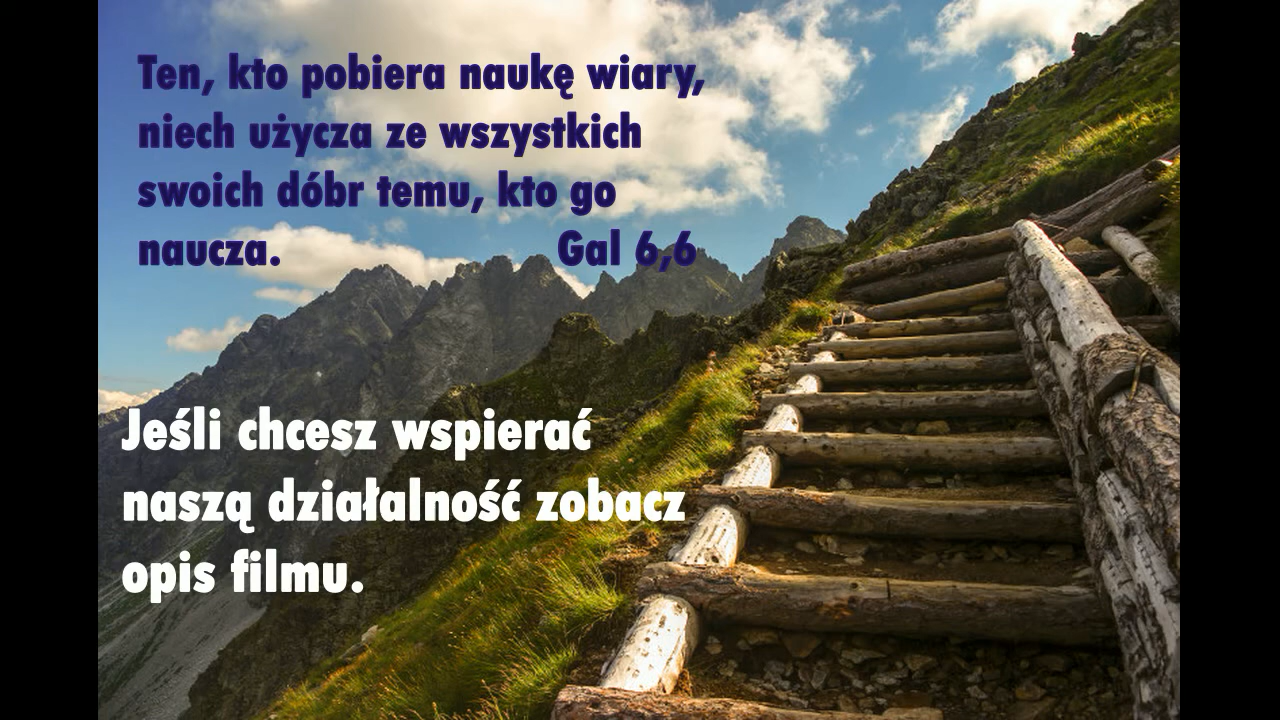 Ten, kto pobiera naukę wiary,
niech użycza ze wszystkich
swoich dóbr temu, kto go
naucza. Gal 6,6
Jeśli chcesz wspierać
naszą działalność zobacz
opis filmu.